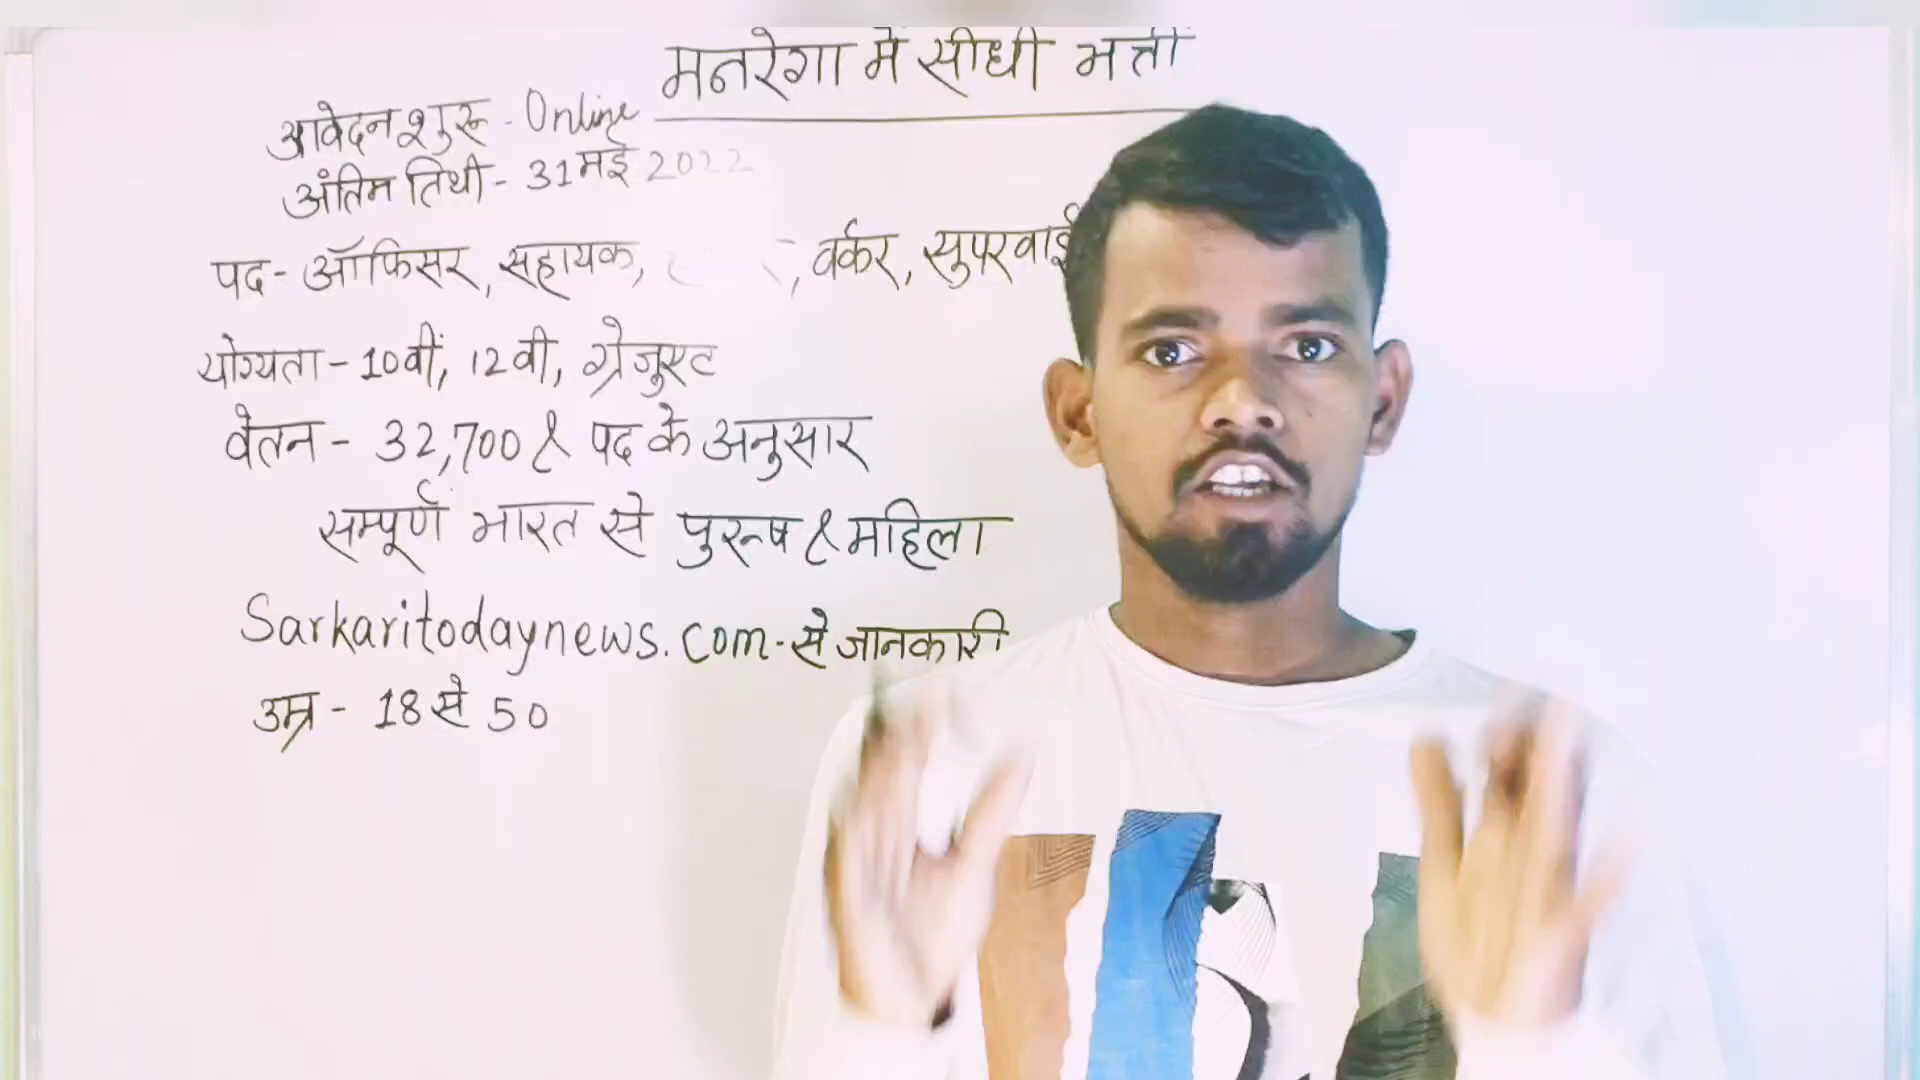 मनरेगा में सीधी भर्ती
आवेदन शुरू - Online
अंतिम तिथी - 31 मई 2022
पद - ऑफिसर, सहायक, वर्कर, सुपरवाई
योग्यता - 10वीं, 12वी, ग्रेजुएट
वेतन - 32,700 & पद के अनुसार
सम्पूर्ण भारत से पुरूष & महिला
Sarkaritodaynews.com - से जानकारी
उम्र - 18 से 50